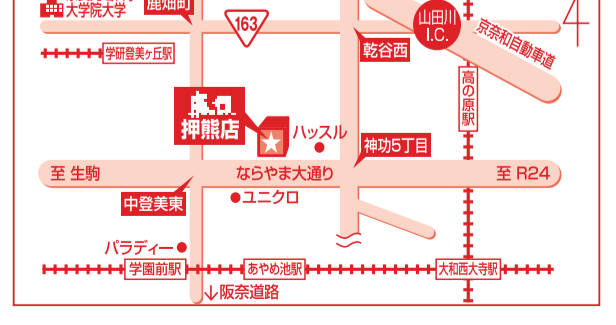 大学院大学
鹿畑町
163
山田川
I.C.
京奈和自動車道
学研登美ヶ丘駅
乾谷西
高の原駅
押熊店
ハッスル
神功5丁目
至 生駒
ならやま大通り
至 R24
中登美東
ユニクロ
パラディー
学園前駅
あやめ池駅
大和西大寺駅
↓阪奈道路